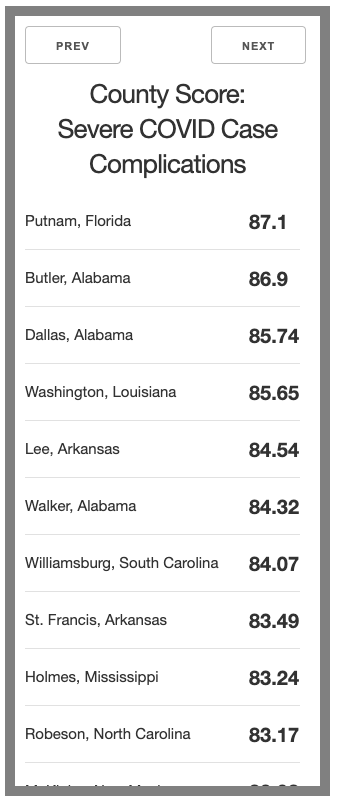 PREV NEXT
County Score:
Severe COVID Case
Complications
Putnam, Florida 87.1
Butler, Alabama 86.9
Dallas, Alabama 85.74
Washington, Louisiana 85.65
Lee, Arkansas 84.54
Walker, Alabama 84.32
Williamsburg, South Carolina 84.07
St. Francis, Arkansas 83.49
Holmes, Mississippi 83.24
Robeson, North Carolina 83.17